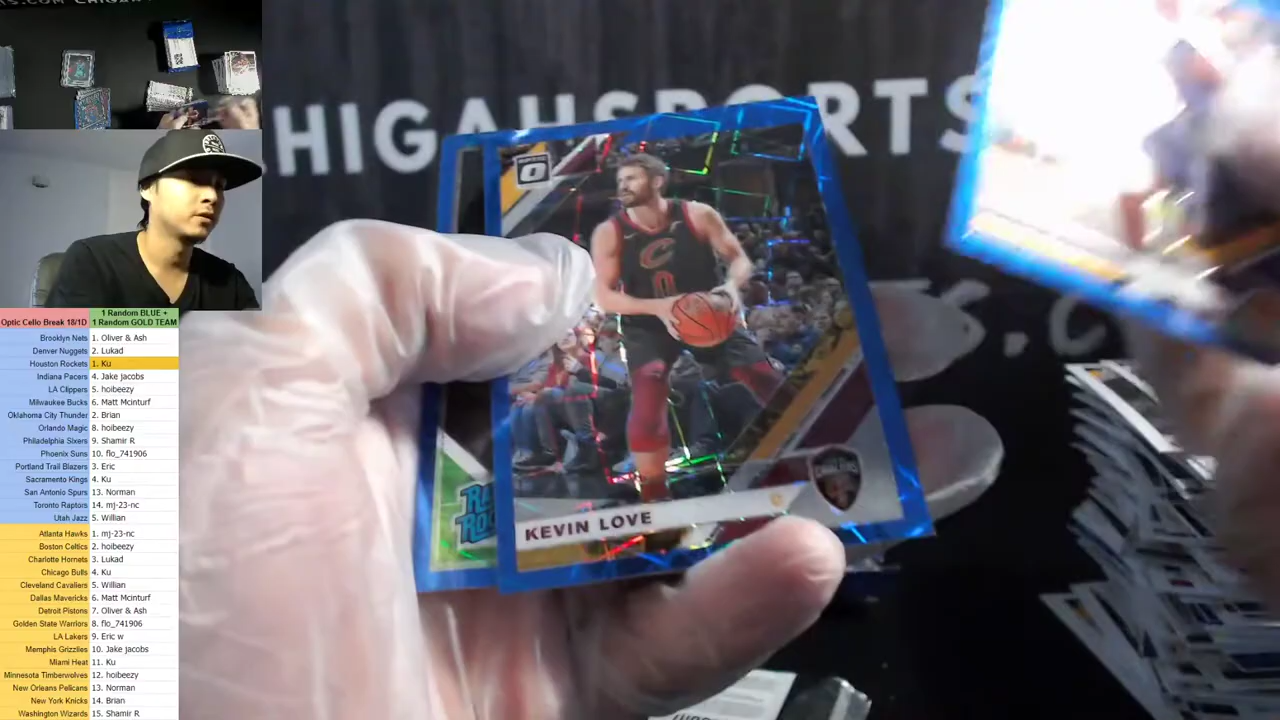 HIGAHSPORTS
Optic Cello Break 18/1D
1 Random BLUE +
1 Random GOLD TEAM
Brooklyn Nets 1. Oliver & Ash
Denver Nuggets 2. Lukad
Houston Rockets 1. Ku
Indiana Pacers 4. Jake jacobs
LA Clippers 5. hoibeezy
Milwaukee Bucks 6. Matt Mcinturf
Oklahoma City Thunder 2. Brian
Orlando Magic 8. hoibeezy
Philadelphia Sixers 9. Shamir R
Phoenix Suns 10. flo_741906
Portland Trail Blazers 3. Eric
Sacramento Kings 4. Ku
San Antonio Spurs 13. Norman
Toronto Raptors 14. mj-23-nc
Utah Jazz 5. Willian
Atlanta Hawks 1. mj-23-nc
Boston Celtics 2. hoibeezy
Charlotte Hornets 3. Lukad
Chicago Bulls 4. Ku
Cleveland Cavaliers 5. Willian
Dallas Mavericks 6. Matt Mcinturf
Detroit Pistons 7. Oliver & Ash
Golden State Warriors 8. flo_741906
LA Lakers 9. Eric w
Memphis Grizzlies 10. Jake jacobs
Miami Heat 11. Ku
Minnesota Timberwolves 12. hoibeezy
New Orleans Pelicans 13. Norman
New York Knicks 14. Brian
Washington Wizards 15. Shamir R
C
0
KEVIN LOVE